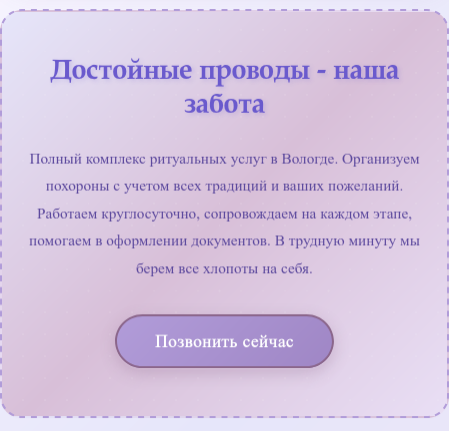 Достойные проводы - наша
забота
Полный комплекс ритуальных услуг в Вологде. Организуем
похороны с учетом всех традиций и ваших пожеланий.
Работаем круглосуточно, сопровождаем на каждом этапе,
помогаем в оформлении документов. В трудную минуту мы
берем все хлопоты на себя.
Позвонить сейчас